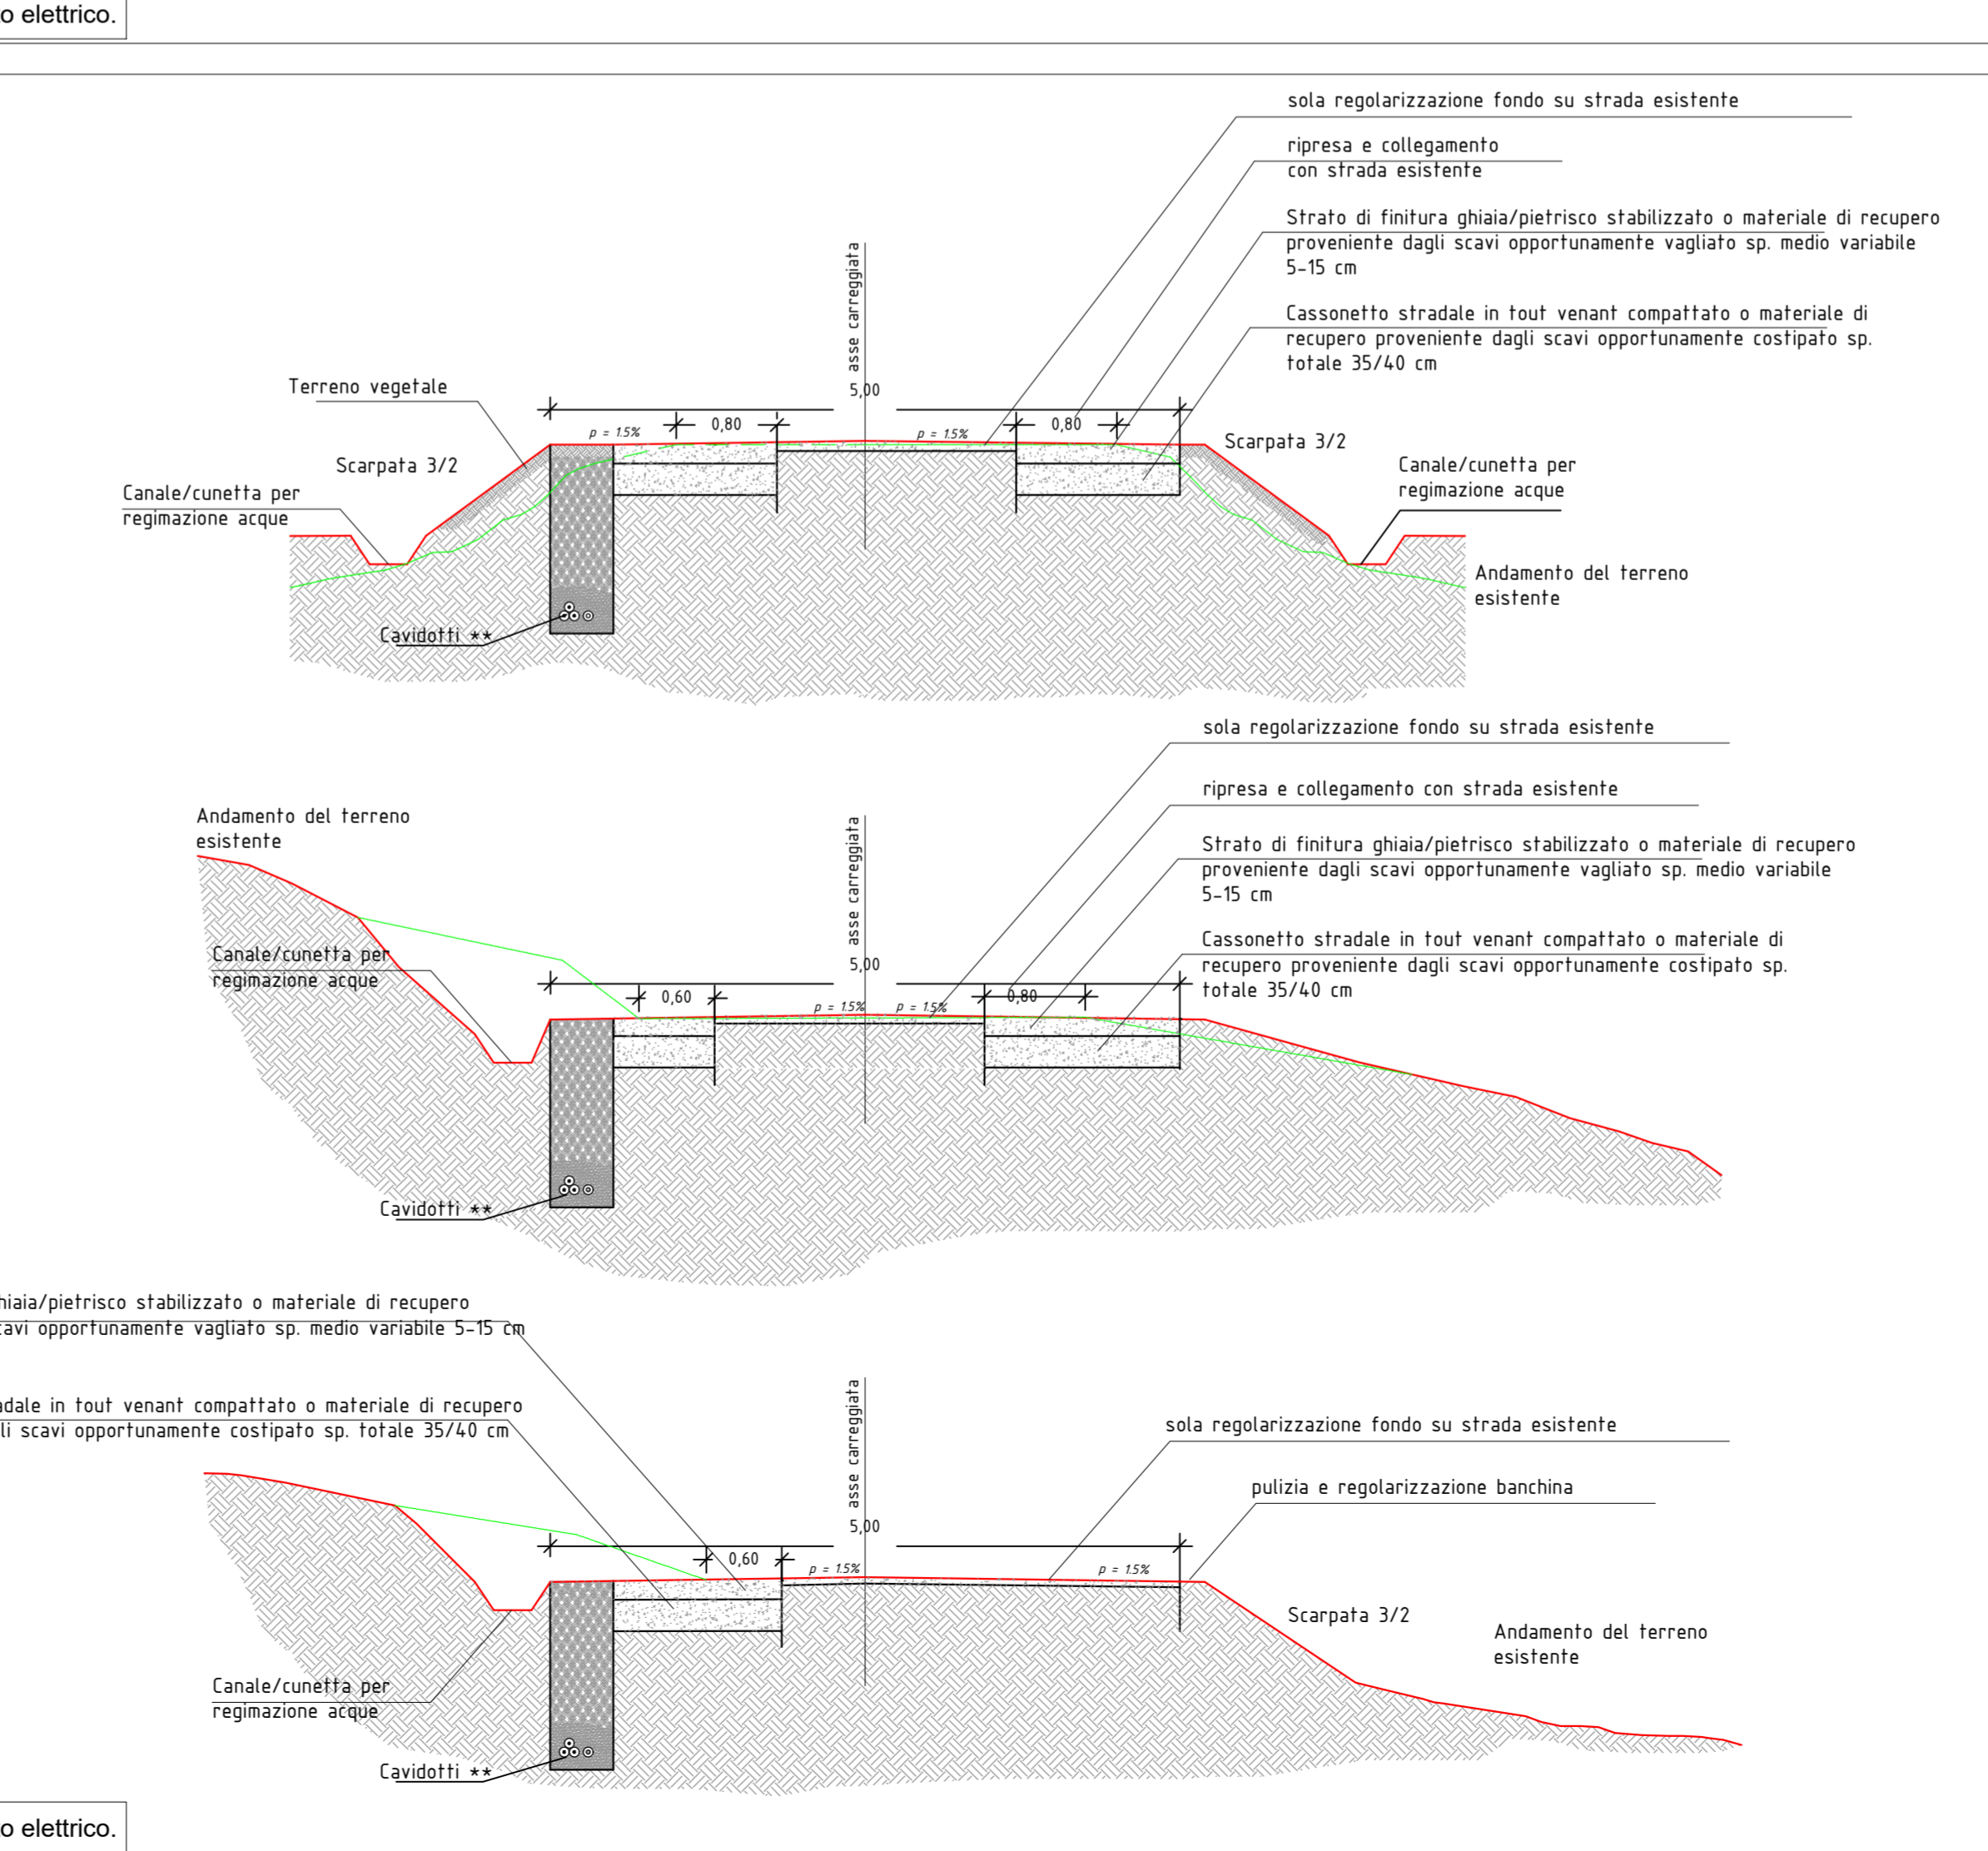 to elettrico.
sola regolarizzazione fondo su strada esistente
ripresa e collegamento
con strada esistente
Strato di finitura ghiaia/pietrisco stabilizzato o materiale di recupero
proveniente dagli scavi opportunamente vagliato sp. medio variabile
5-15 cm
Cassonetto stradale in tout venant compattato o materiale di
recupero proveniente dagli scavi opportunamente costipato sp.
totale 35/40 cm
asse carreggiata
5,00
Terreno vegetale
0,80
0,80
p = 1.5%
p = 1.5%
Scarpata 3/2
Scarpata 3/2
Canale/cunetta per
regimazione acque
Canale/cunetta per
regimazione acque
Andamento del terreno
esistente
Cavidotti **
sola regolarizzazione fondo su strada esistente
ripresa e collegamento con strada esistente
Andamento del terreno
esistente
asse carreggiata
Strato di finitura ghiaia/pietrisco stabilizzato o materiale di recupero
proveniente dagli scavi opportunamente vagliato sp. medio variabile
5-15 cm
Canale/cunetta per
regimazione acque
Cassonetto stradale in tout venant compattato o materiale di
recupero proveniente dagli scavi opportunamente costipato sp.
totale 35/40 cm
5,00
0,60
0,80
p = 1.5%
p = 1.5%
Cavidotti **
hiaia/pietrisco stabilizzato o materiale di recupero
cavi opportunamente vagliato sp. medio variabile 5-15 cm
adale in tout venant compattato o materiale di recupero
li scavi opportunamente costipato sp. totale 35/40 cm
asse carreggiata
5,00
sola regolarizzazione fondo su strada esistente
pulizia e regolarizzazione banchina
0,60
p = 1.5%
p = 1.5%
Scarpata 3/2
Andamento del terreno
esistente
Canale/cunetta per
regimazione acque
Cavidotti **
to elettrico.